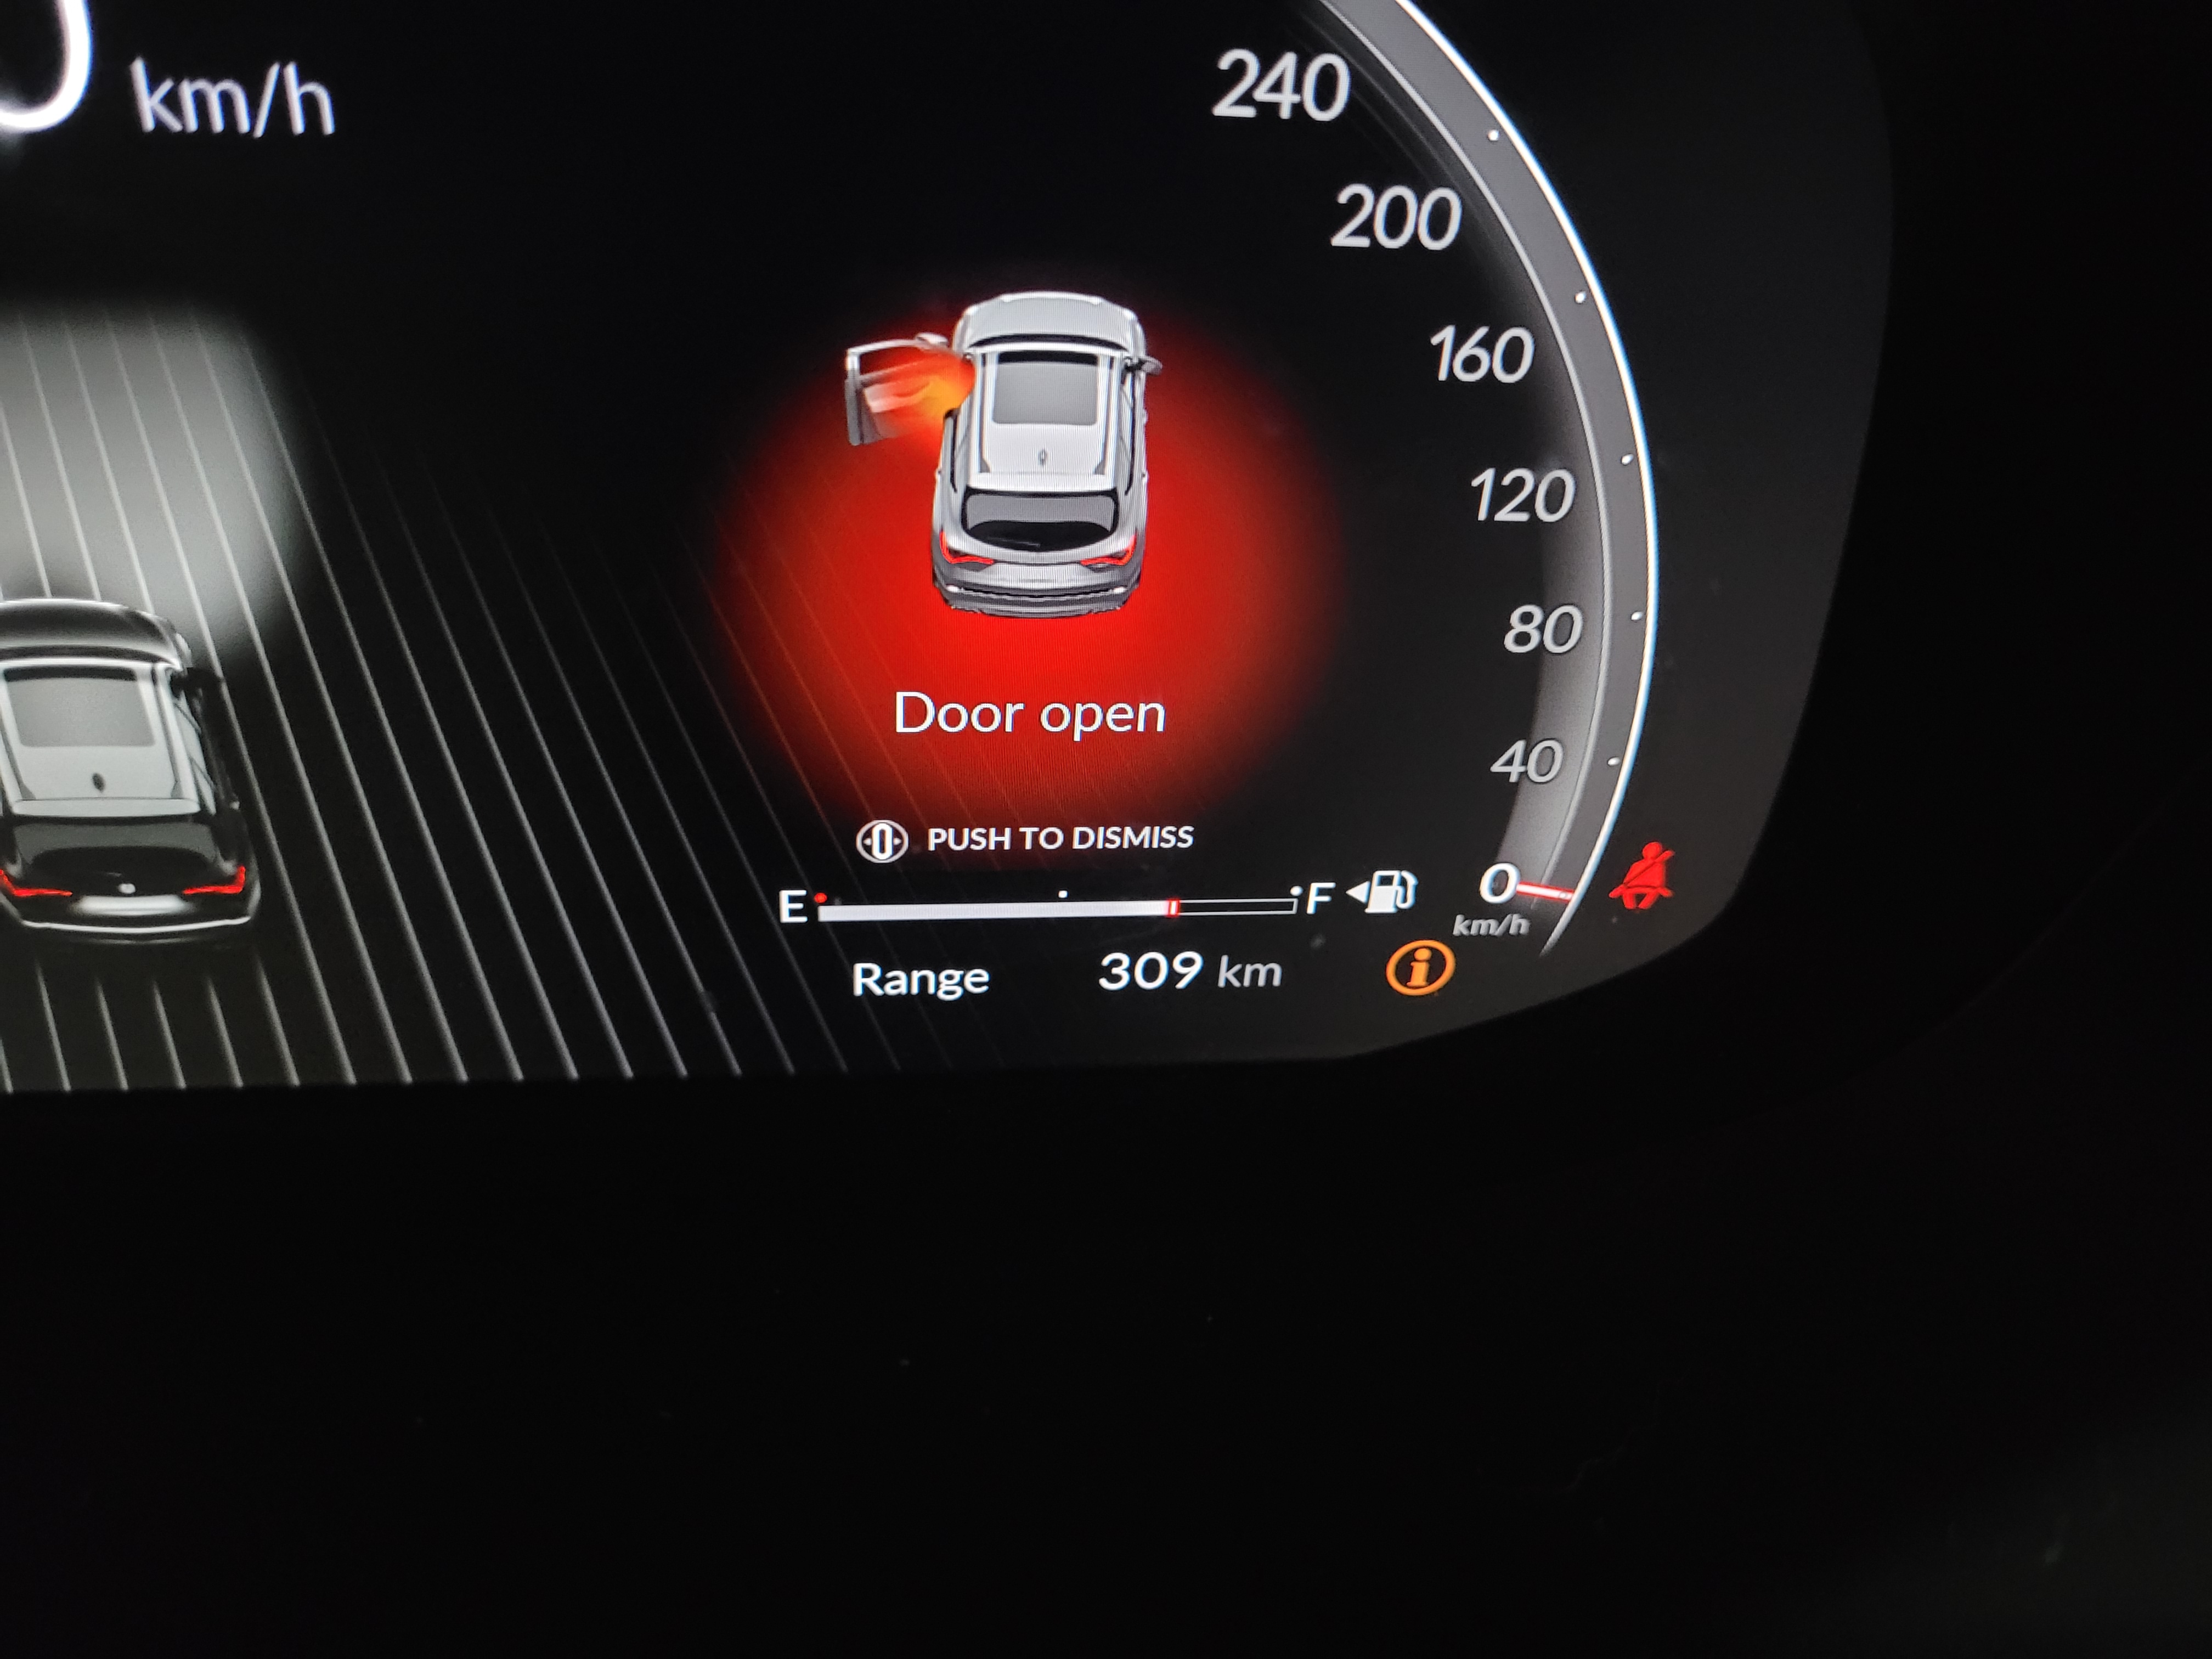 km/h
240
200
160
120
80
40
0
km/h
Door open
PUSH TO DISMISS
E F
Range 309 km